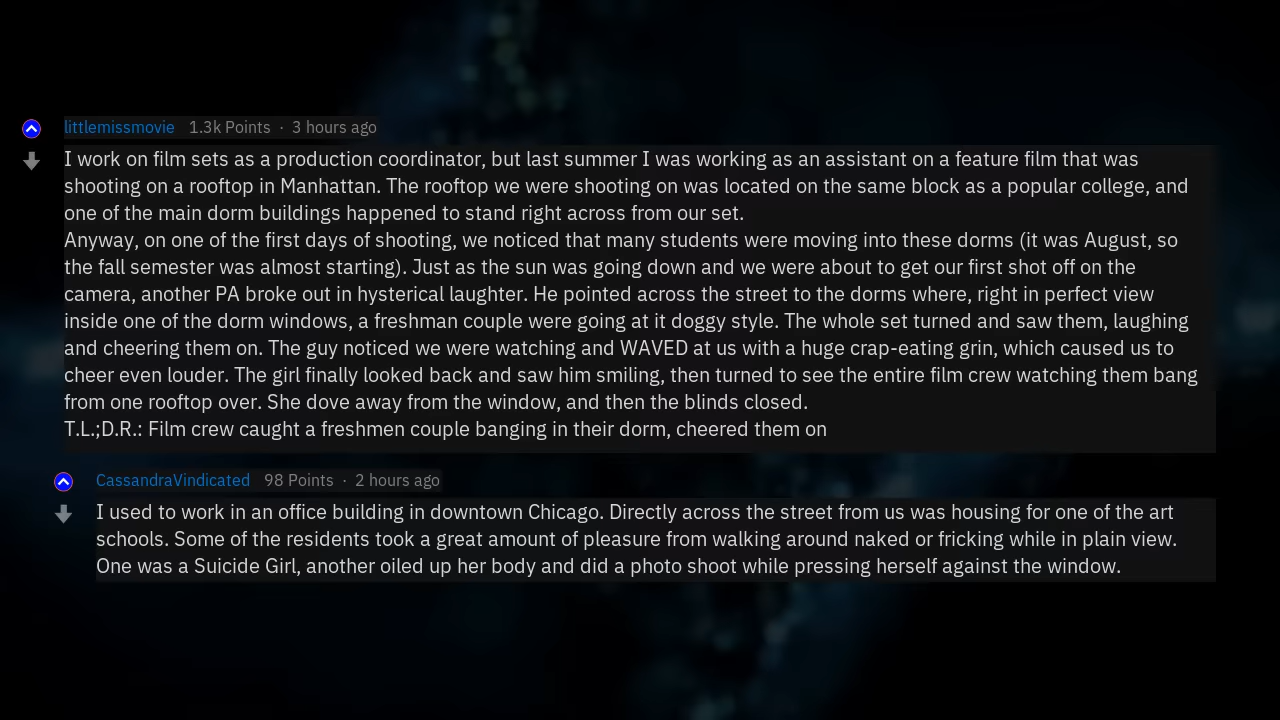 littlemissmovie 1.3k Points · 3 hours ago
I work on film sets as a production coordinator, but last summer I was working as an assistant on a feature film that was
shooting on a rooftop in Manhattan. The rooftop we were shooting on was located on the same block as a popular college, and
one of the main dorm buildings happened to stand right across from our set.
Anyway, on one of the first days of shooting, we noticed that many students were moving into these dorms (it was August, so
the fall semester was almost starting). Just as the sun was going down and we were about to get our first shot off on the
camera, another PA broke out in hysterical laughter. He pointed across the street to the dorms where, right in perfect view
inside one of the dorm windows, a freshman couple were going at it doggy style. The whole set turned and saw them, laughing
and cheering them on. The guy noticed we were watching and WAVED at us with a huge crap-eating grin, which caused us to
cheer even louder. The girl finally looked back and saw him smiling, then turned to see the entire film crew watching them bang
from one rooftop over. She dove away from the window, and then the blinds closed.
T.L.;D.R.: Film crew caught a freshmen couple banging in their dorm, cheered them on
CassandraVindicated 98 Points · 2 hours ago
I used to work in an office building in downtown Chicago. Directly across the street from us was housing for one of the art
schools. Some of the residents took a great amount of pleasure from walking around naked or fricking while in plain view.
One was a Suicide Girl, another oiled up her body and did a photo shoot while pressing herself against the window.